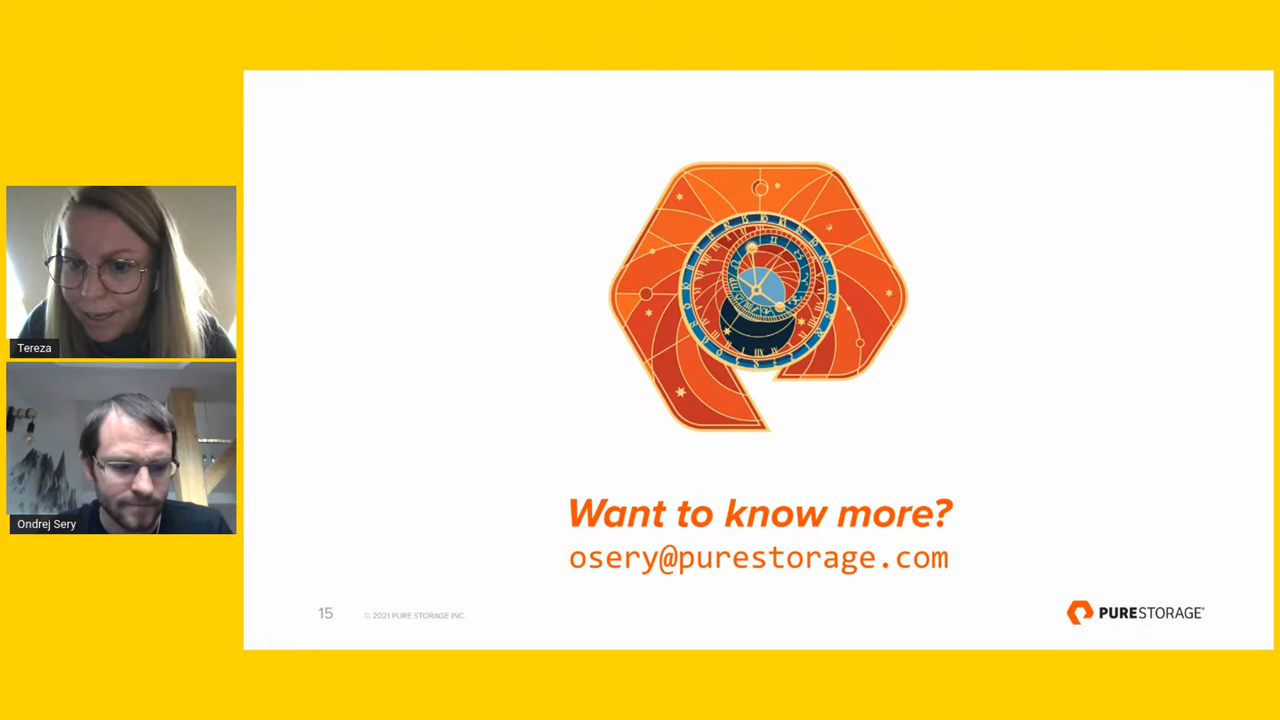 Tereza
Ondrej Sery
Want to know more?
osery@purestorage.com
15
© 2021 PURE STORAGE INC.
PURESTORAGE®